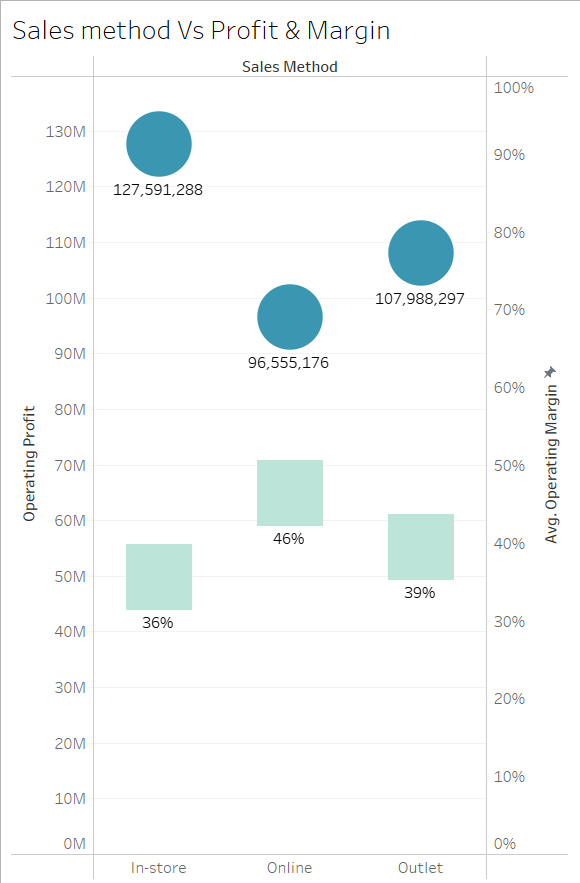 Sales method Vs Profit & Margin
Sales Method
Operating Profit
130M
120M
110M
100M
90M
80M
70M
60M
50M
40M
30M
20M
10M
0M
127,591,288
96,555,176
107,988,297
36%
46%
39%
100%
90%
80%
70%
60%
50%
40%
30%
20%
10%
0%
Avg. Operating Margin
In-store
Online
Outlet